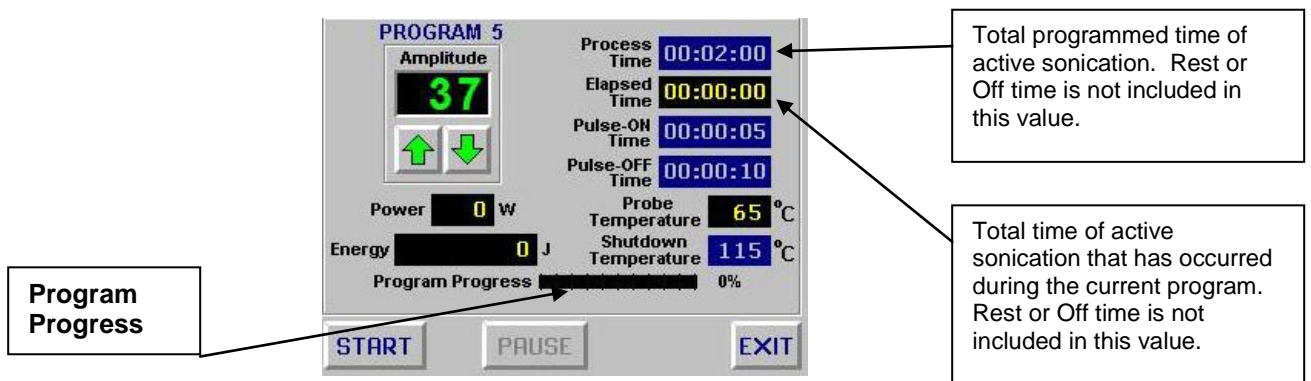 PROGRAM 5
Amplitude
37
Process
Time 00:02:00
Elapsed
Time 00:00:00
Pulse-ON
Time 00:00:05
Pulse-OFF
Time 00:00:10
Power 0 W
Probe
Temperature 65 °C
Energy 0 J
Shutdown
Temperature 115 °C
Program Progress 0%
START PAUSE EXIT
Program
Progress
Total programmed time of
active sonication. Rest or
Off time is not included in
this value.
Total time of active
sonication that has occurred
during the current program.
Rest or Off time is not
included in this value.